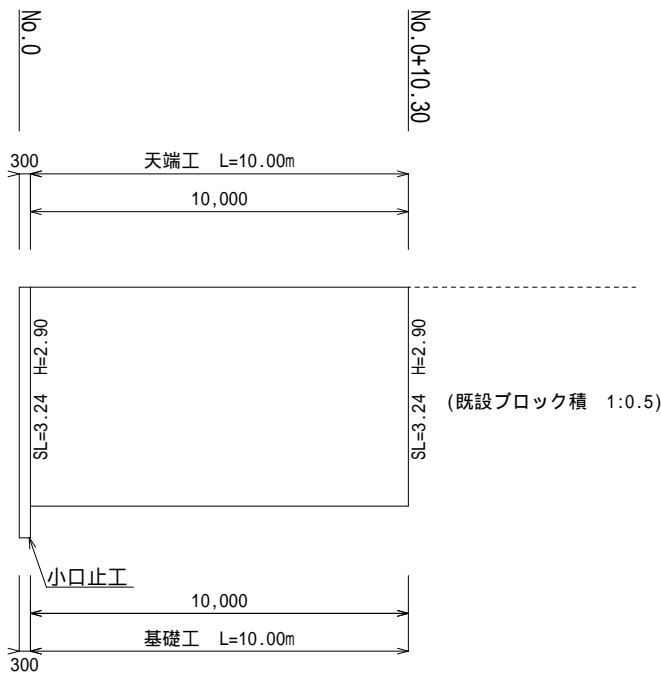 No.0
No.0+10.30
300
天端工 L=10.00m
10,000
SL=3.24 H=2.90
SL=3.24 H=2.90
(既設ブロック積 1:0.5)
小口止工
10,000
基礎工 L=10.00m
300